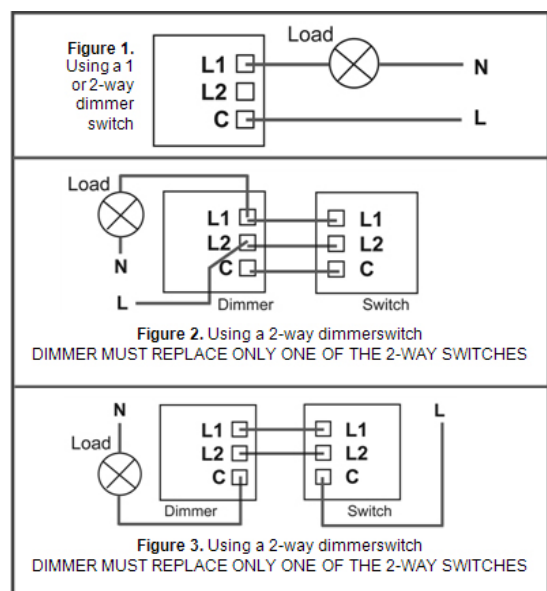 Figure 1.
Using a 1
or 2-way
dimmer
switch
L1
L2
C
Load
N
L
Load
N
L
L1
L2
C
Dimmer
L1
L2
C
Switch
Figure 2. Using a 2-way dimmerswitch
DIMMER MUST REPLACE ONLY ONE OF THE 2-WAY SWITCHES
N
Load
L1
L2
C
Dimmer
L1
L2
C
Switch
L
Figure 3. Using a 2-way dimmerswitch
DIMMER MUST REPLACE ONLY ONE OF THE 2-WAY SWITCHES